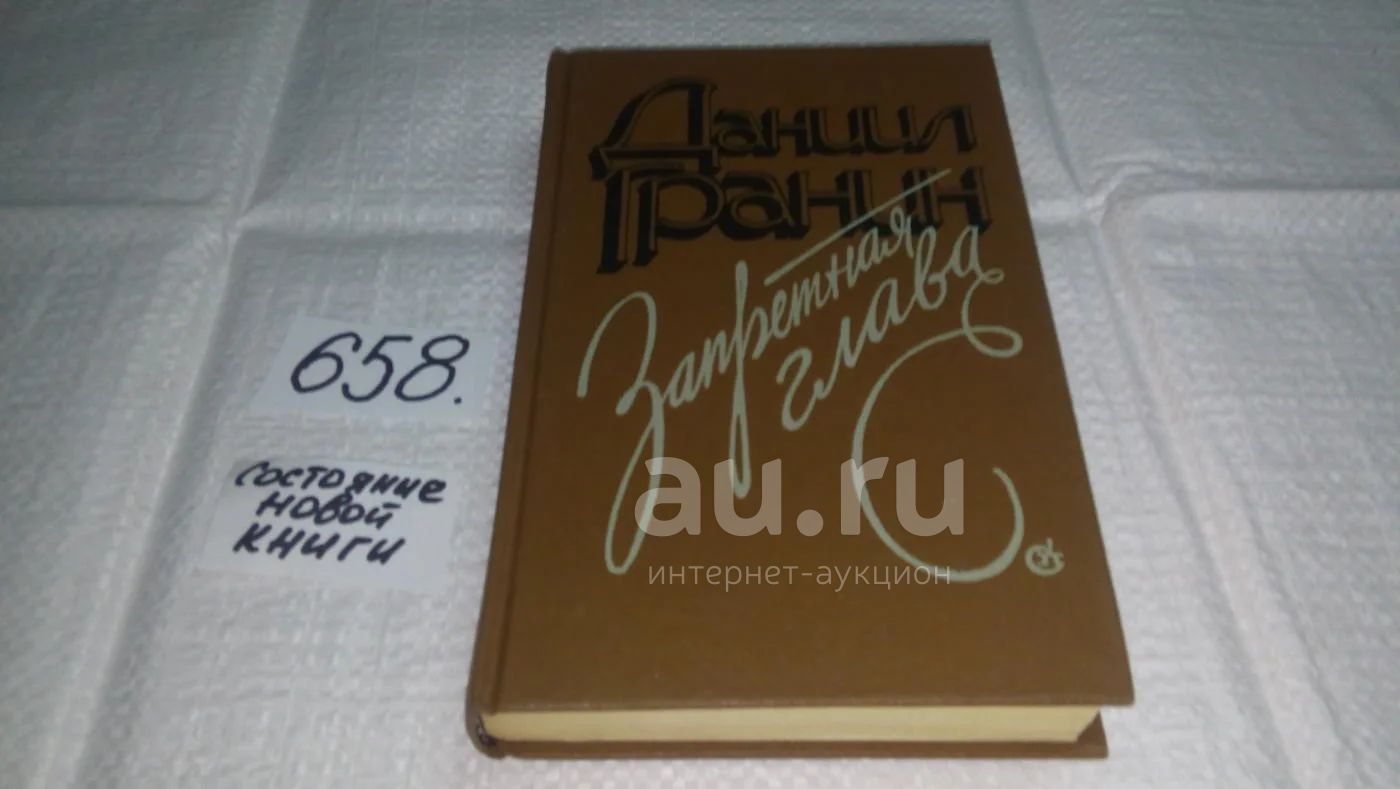 Даниил
Гранин
Запретная
глава
658.
состояние
новой
книги
au.ru
интернет-аукцион